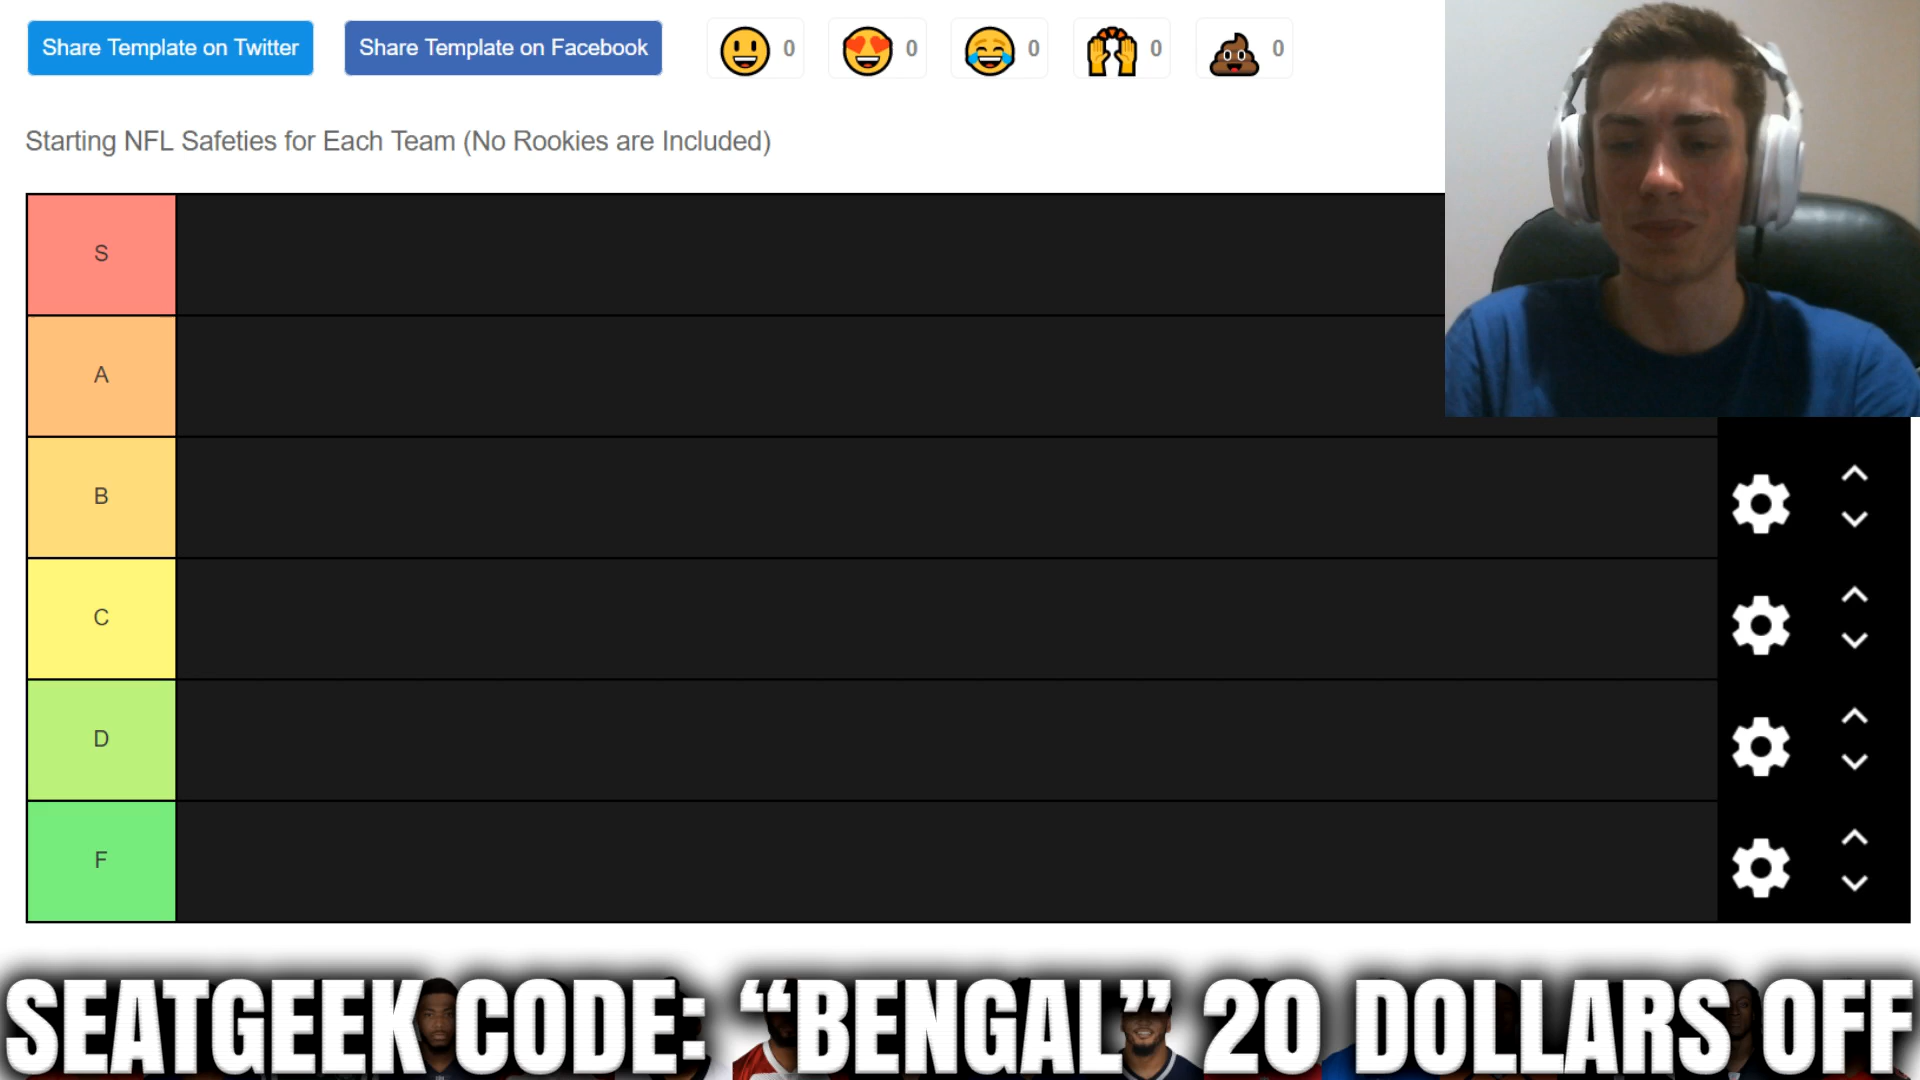 Share Template on Twitter
Share Template on Facebook
0
0
0
0
0
Starting NFL Safeties for Each Team (No Rookies are Included)
S
A
B
C
D
F
SEATGEEK CODE: “BENGAL” 20 DOLLARS OFF